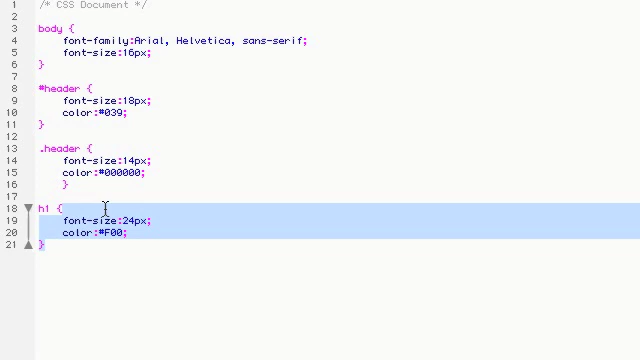 1 /* CSS Document */
2
3 body {
4 font-family:Arial, Helvetica, sans-serif;
5 font-size:16px;
6 }
7
8 #header {
9 font-size:18px;
10 color:#039;
11 }
12
13 .header {
14 font-size:14px;
15 color:#000000;
16 }
17
18 h1 {
19 font-size:24px;
20 color:#F00;
21 }